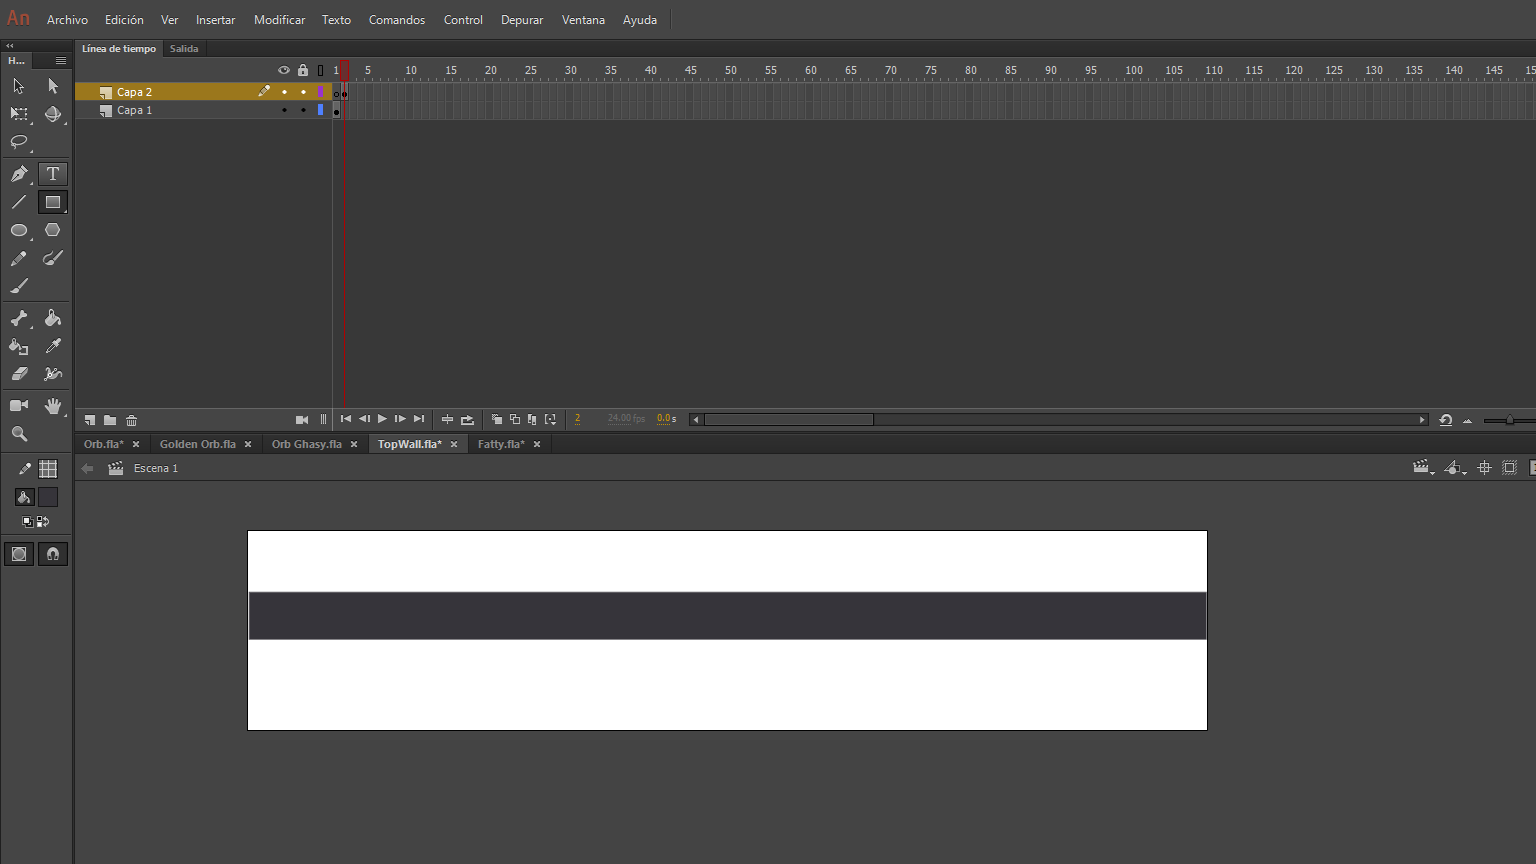 An Archivo Edición Ver Insertar Modificar Texto Comandos Control Depurar Ventana Ayuda
H... Línea de tiempo Salida
1 5 10 15 20 25 30 35 40 45 50 55 60 65 70 75 80 85 90 95 100 105 110 115 120 125 130 135 140 145 15
Capa 2
Capa 1
T
2 24.00 fps 0.0 s
Orb.fla* Golden Orb.fla Orb Ghasy.fla TopWall.fla* Fatty.fla*
Escena 1